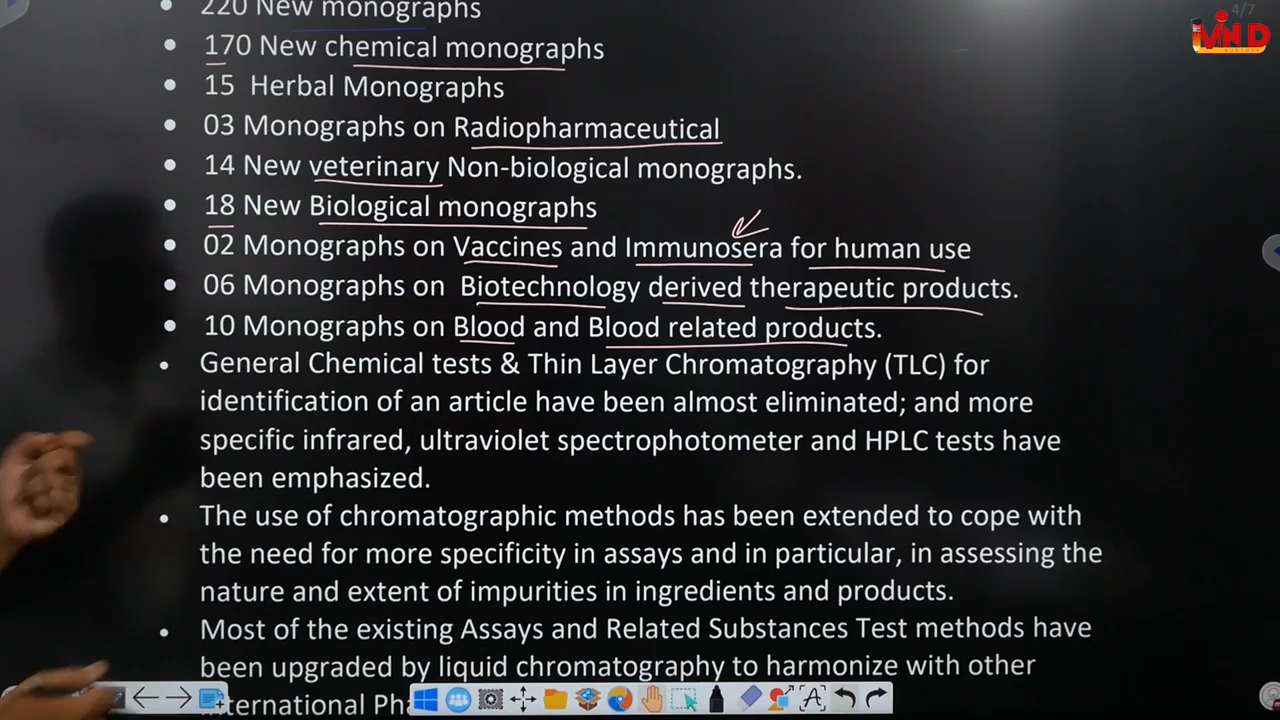 4/7
MIND
220 New monographs
170 New chemical monographs
15 Herbal Monographs
03 Monographs on Radiopharmaceutical
14 New veterinary Non-biological monographs.
18 New Biological monographs
02 Monographs on Vaccines and Immunosera for human use
06 Monographs on Biotechnology derived therapeutic products.
10 Monographs on Blood and Blood related products.
General Chemical tests & Thin Layer Chromatography (TLC) for
identification of an article have been almost eliminated; and more
specific infrared, ultraviolet spectrophotometer and HPLC tests have
been emphasized.
The use of chromatographic methods has been extended to cope with
the need for more specificity in assays and in particular, in assessing the
nature and extent of impurities in ingredients and products.
Most of the existing Assays and Related Substances Test methods have
been upgraded by liquid chromatography to harmonize with other